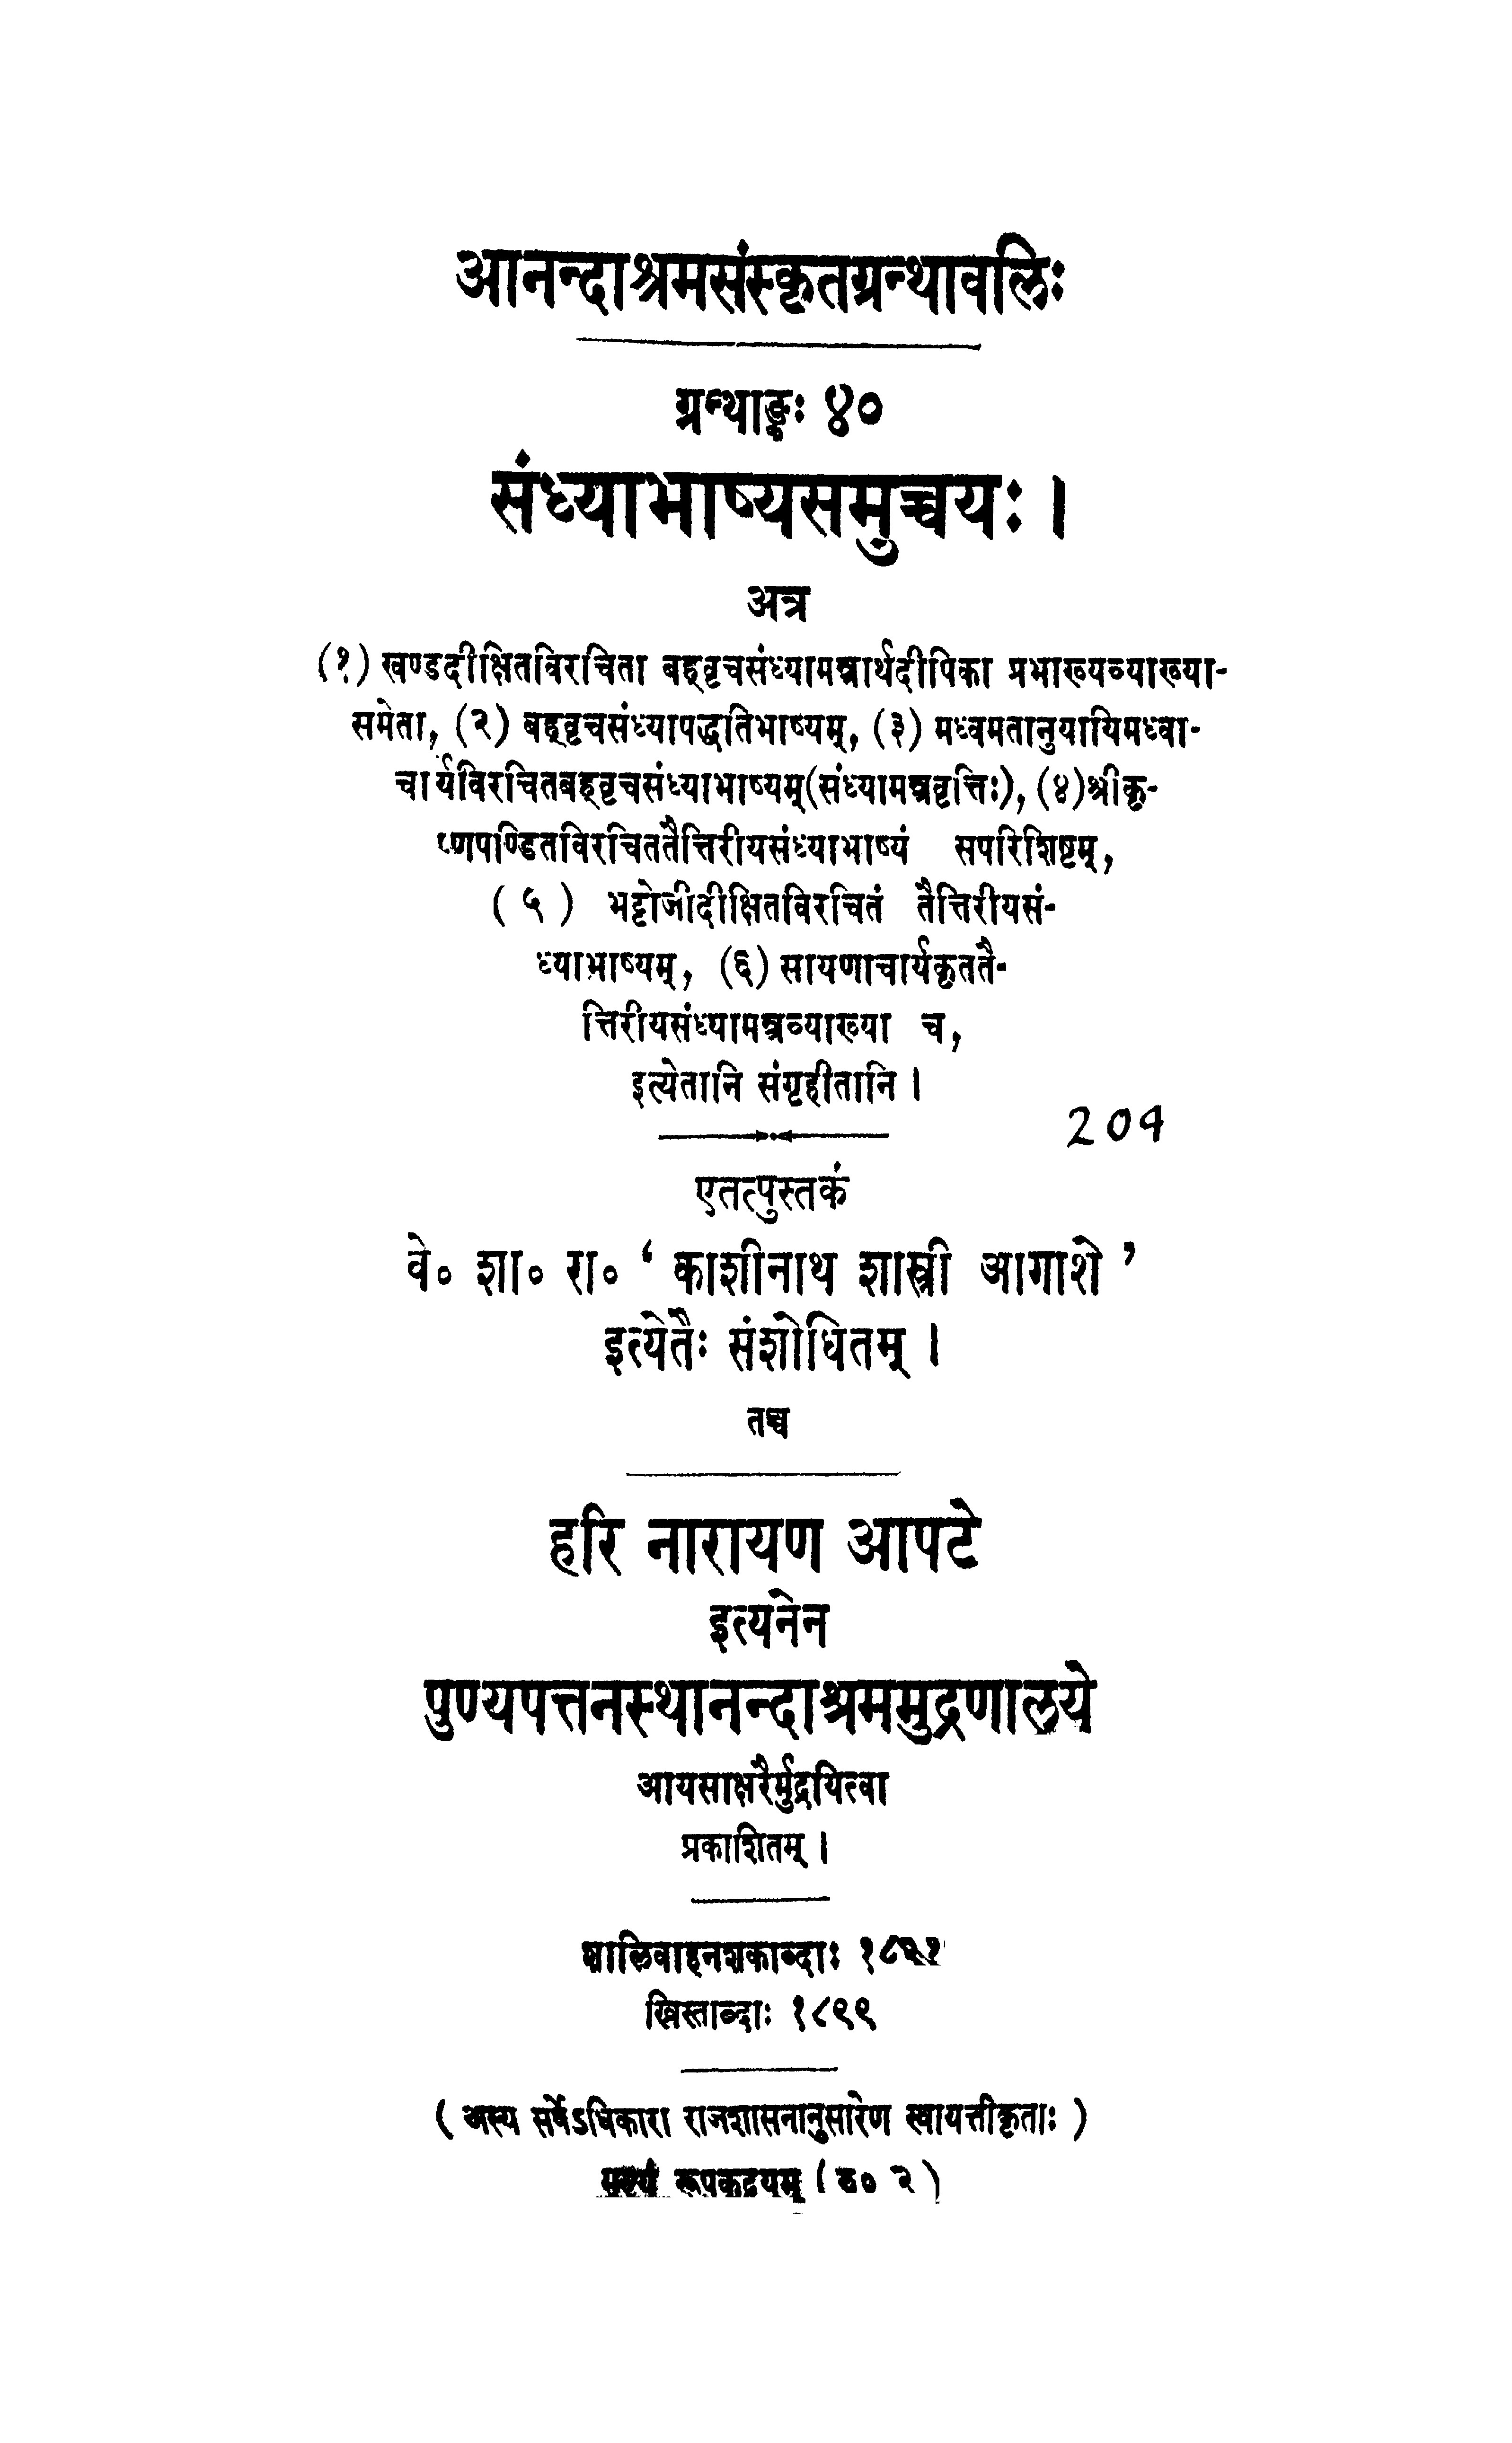 आनन्दाश्रमसंस्कृतग्रन्थावलिः
ग्रन्थाङ्कः ४०
संध्याभाष्यसमुच्चयः ।
अत्र
(१) खण्डदीक्षितविरचिता बह्वृचसंध्यामन्त्रार्थदीपिका प्रभाख्यव्याख्या-
समेता, (२) बह्वृचसंध्यापद्धतिभाष्यम्, (३) मध्वमतानुयायिमध्वा-
चार्यविरचितबह्वृचसंध्याभाष्यम्(संध्यामन्त्रवृत्तिः), (४)श्रीकृ-
ष्णपण्डितविरचिततैत्तिरीयसंध्याभाष्यं सपरिशिष्टम्,
( ५ ) भट्टोजीदीक्षितविरचितं तैत्तिरीयसं-
ध्याभाष्यम्, (६) सायणाचार्यकृततै-
त्तिरीयसंध्यामन्त्रव्याख्या च,
इत्येतानि संगृहीतानि ।
एतत्पुस्तकं
वे॰ शा॰ रा॰ ‘ काशीनाथ शास्त्री आगाशे ’
इत्येतैः संशोधितम् ।
तच्च
हरि नारायण आपटे
इत्यनेन
पुण्यपत्तनस्थानन्दाश्रममुद्रणालये
आयसाक्षरैर्मुद्रयित्वा
प्रकाशितम् ।
शालिवाहनशकाब्दाः १८२१
ख्रिस्ताब्दाः १८९९
( अस्य सर्वेऽधिकारा राजशासनानुसारेण स्वायत्तीकृताः )
मूल्यं रूपकद्वयम् ( रु० २ )